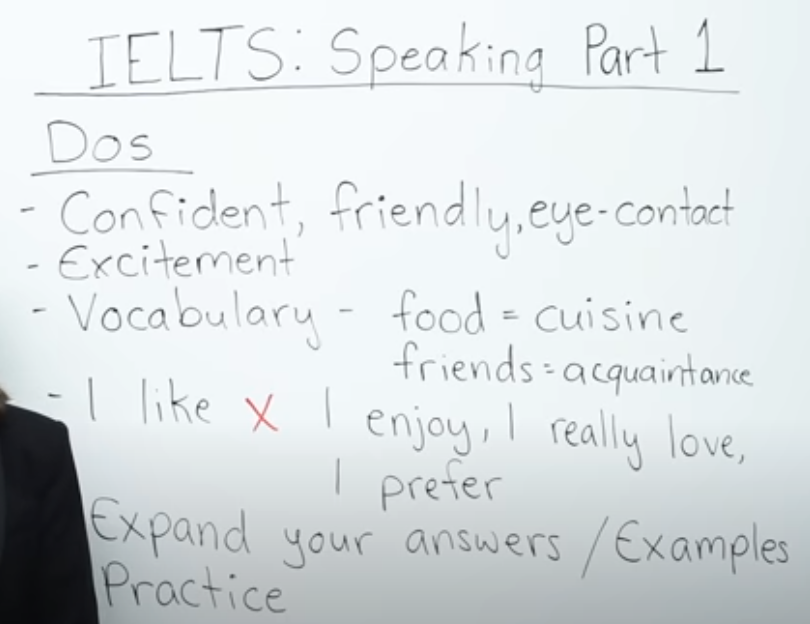 IELTS: Speaking Part 1
Dos
- Confident, friendly, eye-contact
- Excitement
- Vocabulary - food = cuisine
friends = acquaintance
- I like X I enjoy, I really love,
I prefer
Expand your answers / Examples
Practice